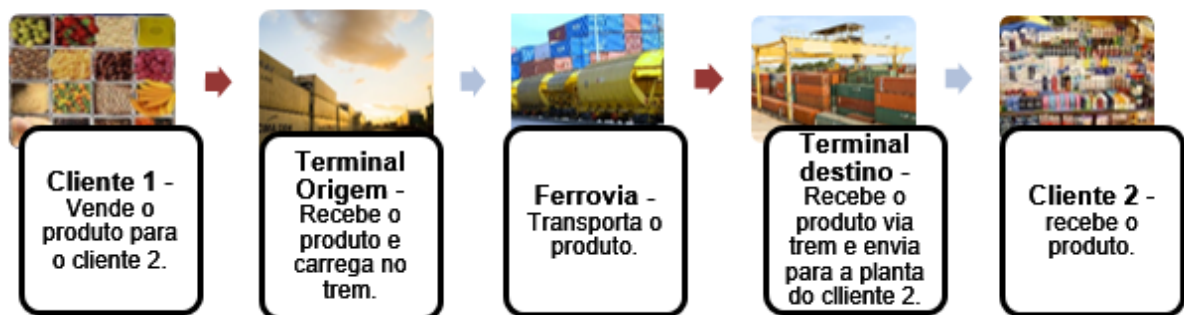 Cliente 1 -
Vende o
produto para
o cliente 2.
Terminal
Origem -
Recebe o
produto e
carrega no
trem.
Ferrovia -
Transporta o
produto.
Terminal
destino -
Recebe o
produto via
trem e envia
para a planta
do clliente 2.
Cliente 2 -
recebe o
produto.